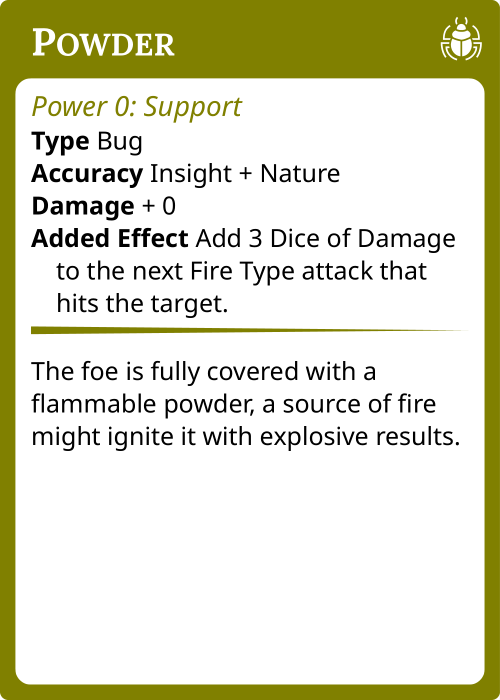 POWDER
Power 0: Support
Type Bug
Accuracy Insight + Nature
Damage + 0
Added Effect Add 3 Dice of Damage
to the next Fire Type attack that
hits the target.
The foe is fully covered with a
flammable powder, a source of fire
might ignite it with explosive results.